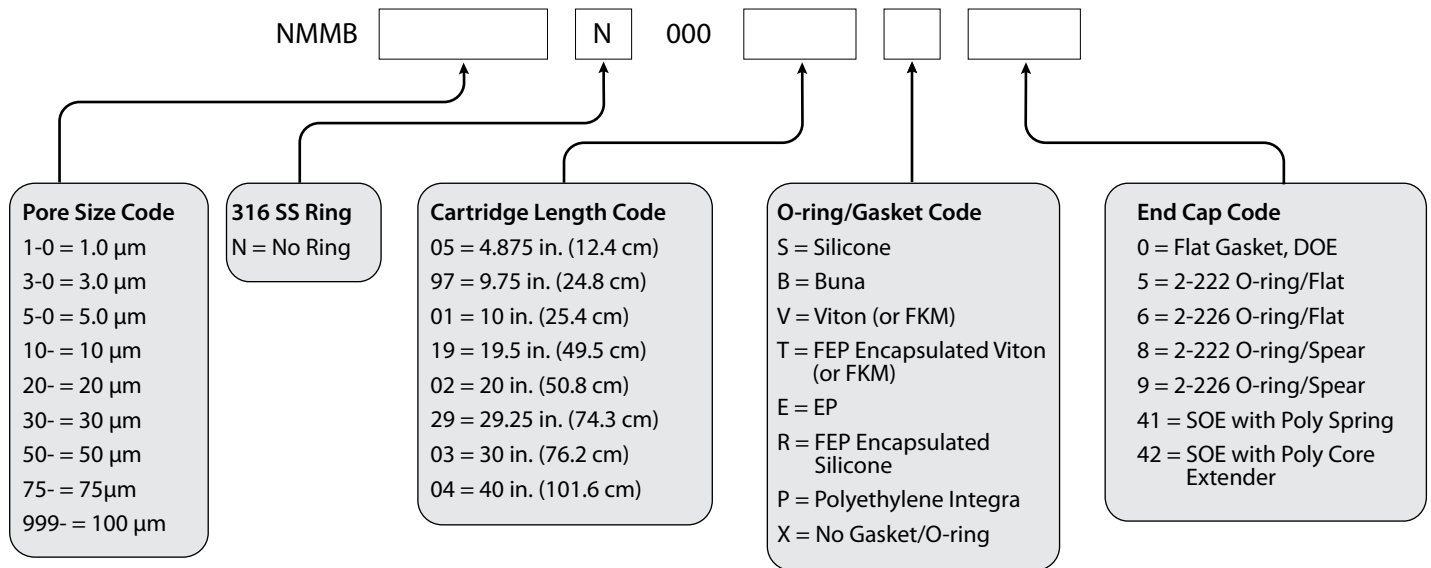 NMMB N 000
Pore Size Code
1-0 = 1.0 μm
3-0 = 3.0 μm
5-0 = 5.0 μm
10- = 10 μm
20- = 20 μm
30- = 30 μm
50- = 50 μm
75- = 75μm
999- = 100 μm
316 SS Ring
N = No Ring
Cartridge Length Code
05 = 4.875 in. (12.4 cm)
97 = 9.75 in. (24.8 cm)
01 = 10 in. (25.4 cm)
19 = 19.5 in. (49.5 cm)
02 = 20 in. (50.8 cm)
29 = 29.25 in. (74.3 cm)
03 = 30 in. (76.2 cm)
04 = 40 in. (101.6 cm)
O-ring/Gasket Code
S = Silicone
B = Buna
V = Viton (or FKM)
T = FEP Encapsulated Viton
(or FKM)
E = EP
R = FEP Encapsulated
Silicone
P = Polyethylene Integra
X = No Gasket/O-ring
End Cap Code
0 = Flat Gasket, DOE
5 = 2-222 O-ring/Flat
6 = 2-226 O-ring/Flat
8 = 2-222 O-ring/Spear
9 = 2-226 O-ring/Spear
41 = SOE with Poly Spring
42 = SOE with Poly Core
Extender